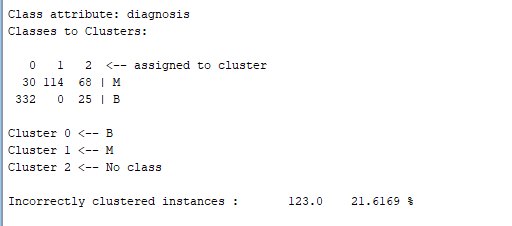 Class attribute: diagnosis
Classes to Clusters:

   0   1   2  <-- assigned to cluster
  30 114  68 | M
 332   0  25 | B

Cluster 0 <-- B
Cluster 1 <-- M
Cluster 2 <-- No class

Incorrectly clustered instances :	123.0	 21.6169 %